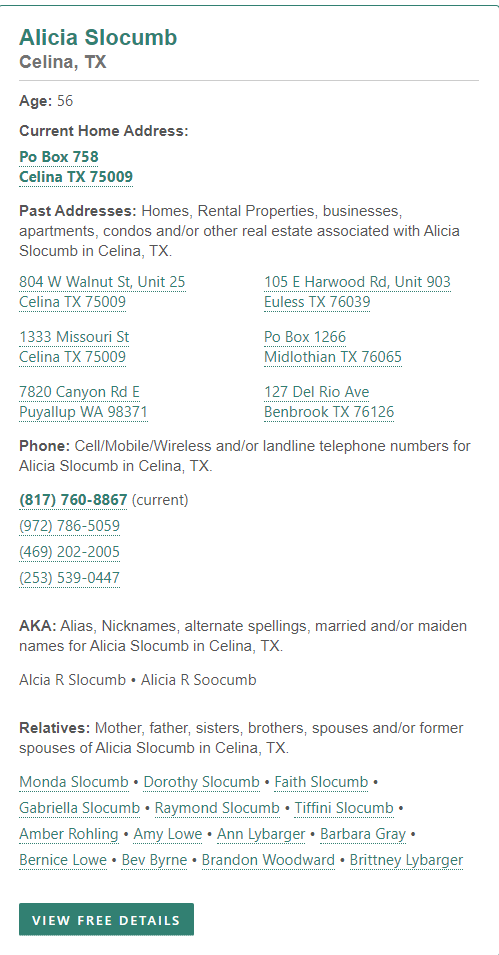 Alicia Slocumb
Celina, TX
Age: 56
Current Home Address:
Po Box 758
Celina TX 75009
Past Addresses: Homes, Rental Properties, businesses,
apartments, condos and/or other real estate associated with Alicia
Slocumb in Celina, TX.
804 W Walnut St, Unit 25
Celina TX 75009
105 E Harwood Rd, Unit 903
Euless TX 76039
1333 Missouri St
Celina TX 75009
Po Box 1266
Midlothian TX 76065
7820 Canyon Rd E
Puyallup WA 98371
127 Del Rio Ave
Benbrook TX 76126
Phone: Cell/Mobile/Wireless and/or landline telephone numbers for
Alicia Slocumb in Celina, TX.
(817) 760-8867 (current)
(972) 786-5059
(469) 202-2005
(253) 539-0447
AKA: Alias, Nicknames, alternate spellings, married and/or maiden
names for Alicia Slocumb in Celina, TX.
Alcia R Slocumb • Alicia R Soocumb
Relatives: Mother, father, sisters, brothers, spouses and/or former
spouses of Alicia Slocumb in Celina, TX.
Monda Slocumb • Dorothy Slocumb • Faith Slocumb •
Gabriella Slocumb • Raymond Slocumb • Tiffini Slocumb •
Amber Rohling • Amy Lowe • Ann Lybarger • Barbara Gray •
Bernice Lowe • Bev Byrne • Brandon Woodward • Brittney Lybarger
VIEW FREE DETAILS